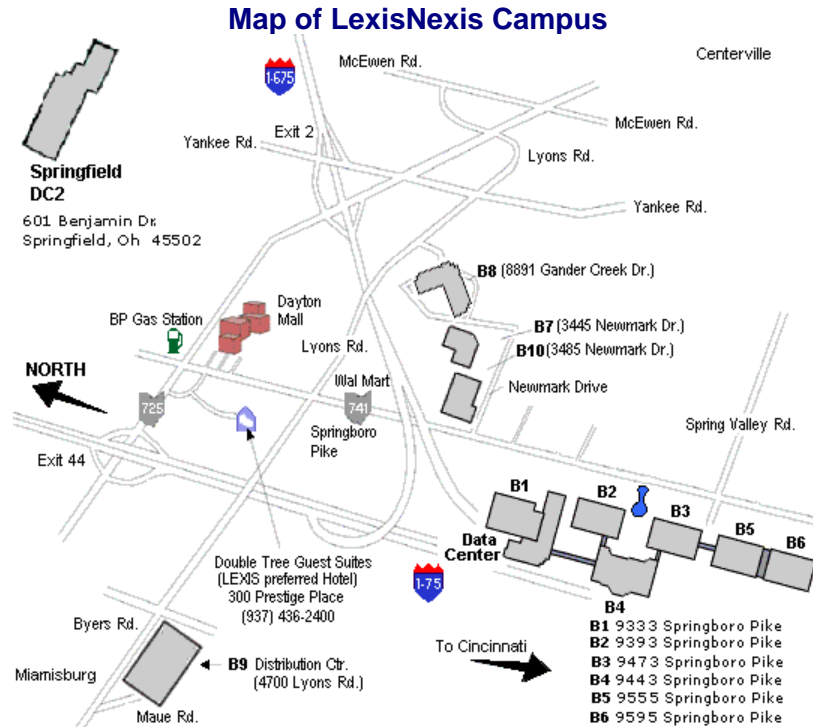 Map of LexisNexis Campus
Centerville
McEwen Rd.
I-675
McEwen Rd.
Exit 2
Yankee Rd.
Lyons Rd.
Springfield
DC2
601 Benjamin Dr.
Springfield, Oh 45502
Yankee Rd.
B8 (8891 Gander Creek Dr.)
Dayton
Mall
BP Gas Station
B7 (3445 Newmark Dr.)
Lyons Rd.
B10 (3485 Newmark Dr.)
NORTH
Wal Mart
Newmark Drive
725
741
Springboro
Pike
Spring Valley Rd.
Exit 44
B1
B2
B3
B5
B6
Data
Center
B4
Double Tree Guest Suites
(LEXIS preferred Hotel)
300 Prestige Place
(937) 436-2400
I-75
Byers Rd.
To Cincinnati
Miamisburg
B9 Distribution Ctr.
(4700 Lyons Rd.)
Maue Rd.
B1 9333 Springboro Pike
B2 9393 Springboro Pike
B3 9473 Springboro Pike
B4 9443 Springboro Pike
B5 9555 Springboro Pike
B6 9595 Springboro Pike